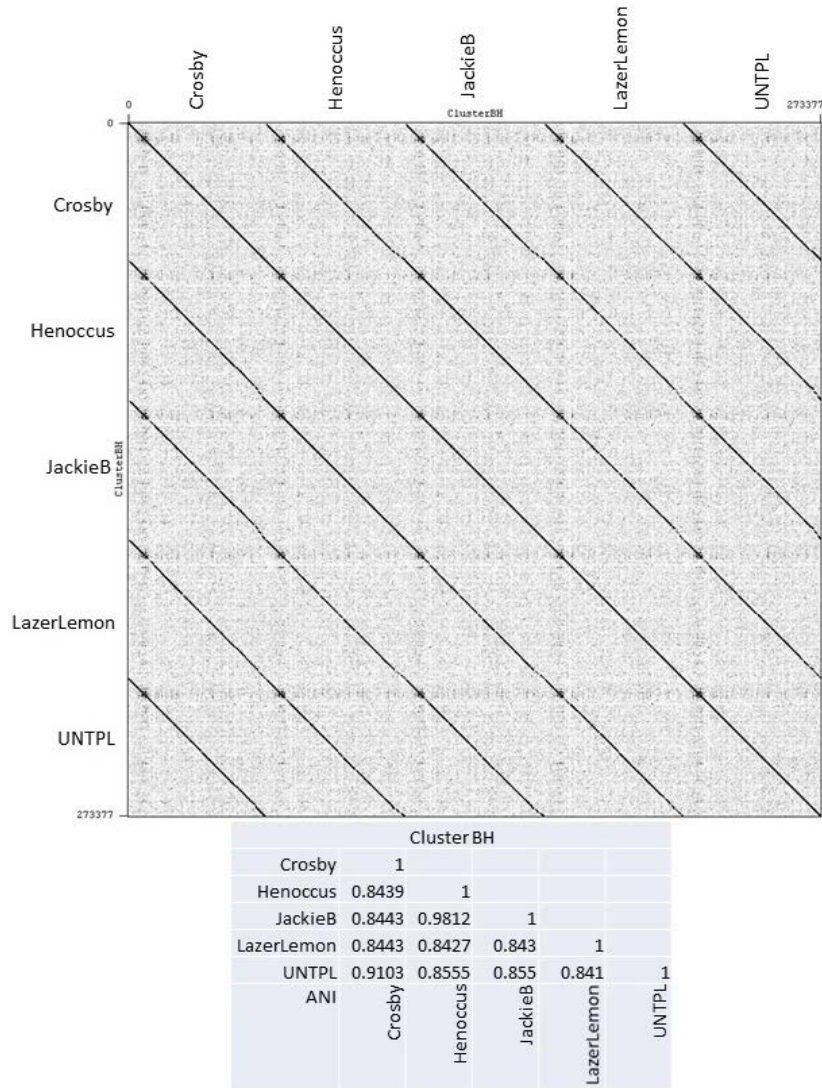 Crosby Henoccus JackieB LazerLemon UNTPL
0 ClusterBH 273377
0
Crosby
Henoccus
JackieB
ClusterBH
LazerLemon
UNTPL
273377
Cluster BH
Crosby 1
Henoccus 0.8439 1
JackieB 0.8443 0.9812 1
LazerLemon 0.8443 0.8427 0.843 1
UNTPL 0.9103 0.8555 0.855 0.841 1
ANI Crosby Henoccus JackieB LazerLemon UNTPL